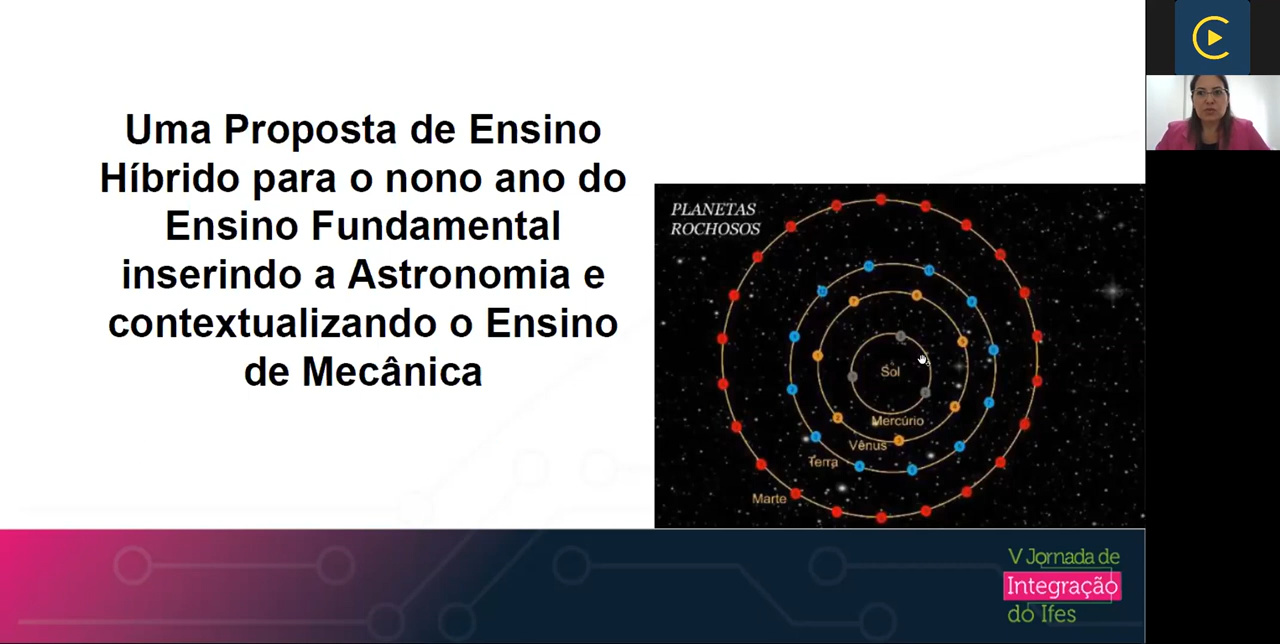 Uma Proposta de Ensino
Híbrido para o nono ano do
Ensino Fundamental
inserindo a Astronomia e
contextualizando o Ensino
de Mecânica
PLANETAS
ROCHOSOS
Sol
Mercúrio
Vênus
Terra
Marte
V Jornada de
Integração
do Ifes